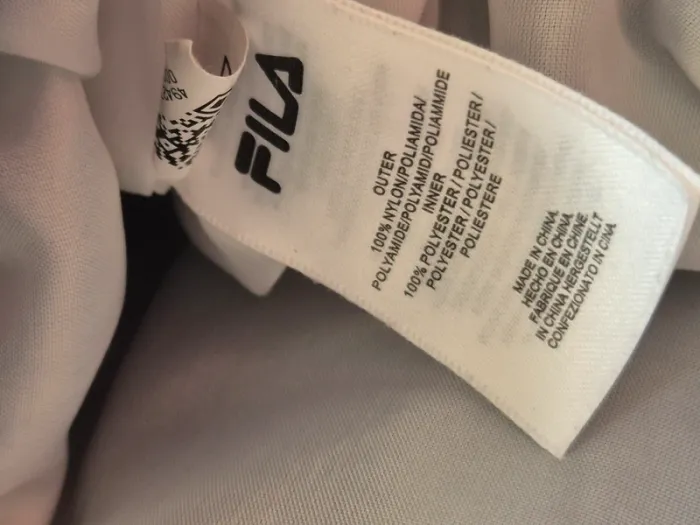 FILA
OUTER
100% NYLON/POLIAMIDA/
POLYAMIDE/POLYAMID/POLIAMMIDE
INNER
100% POLYESTER / POLIESTER /
POLYESTER / POLYESTER /
POLIESTERE
MADE IN CHINA.
HECHO EN CHINA.
FABRIQUE EN CHINE.
IN CHINA HERGESTELLT
CONFEZIONATO IN CINA